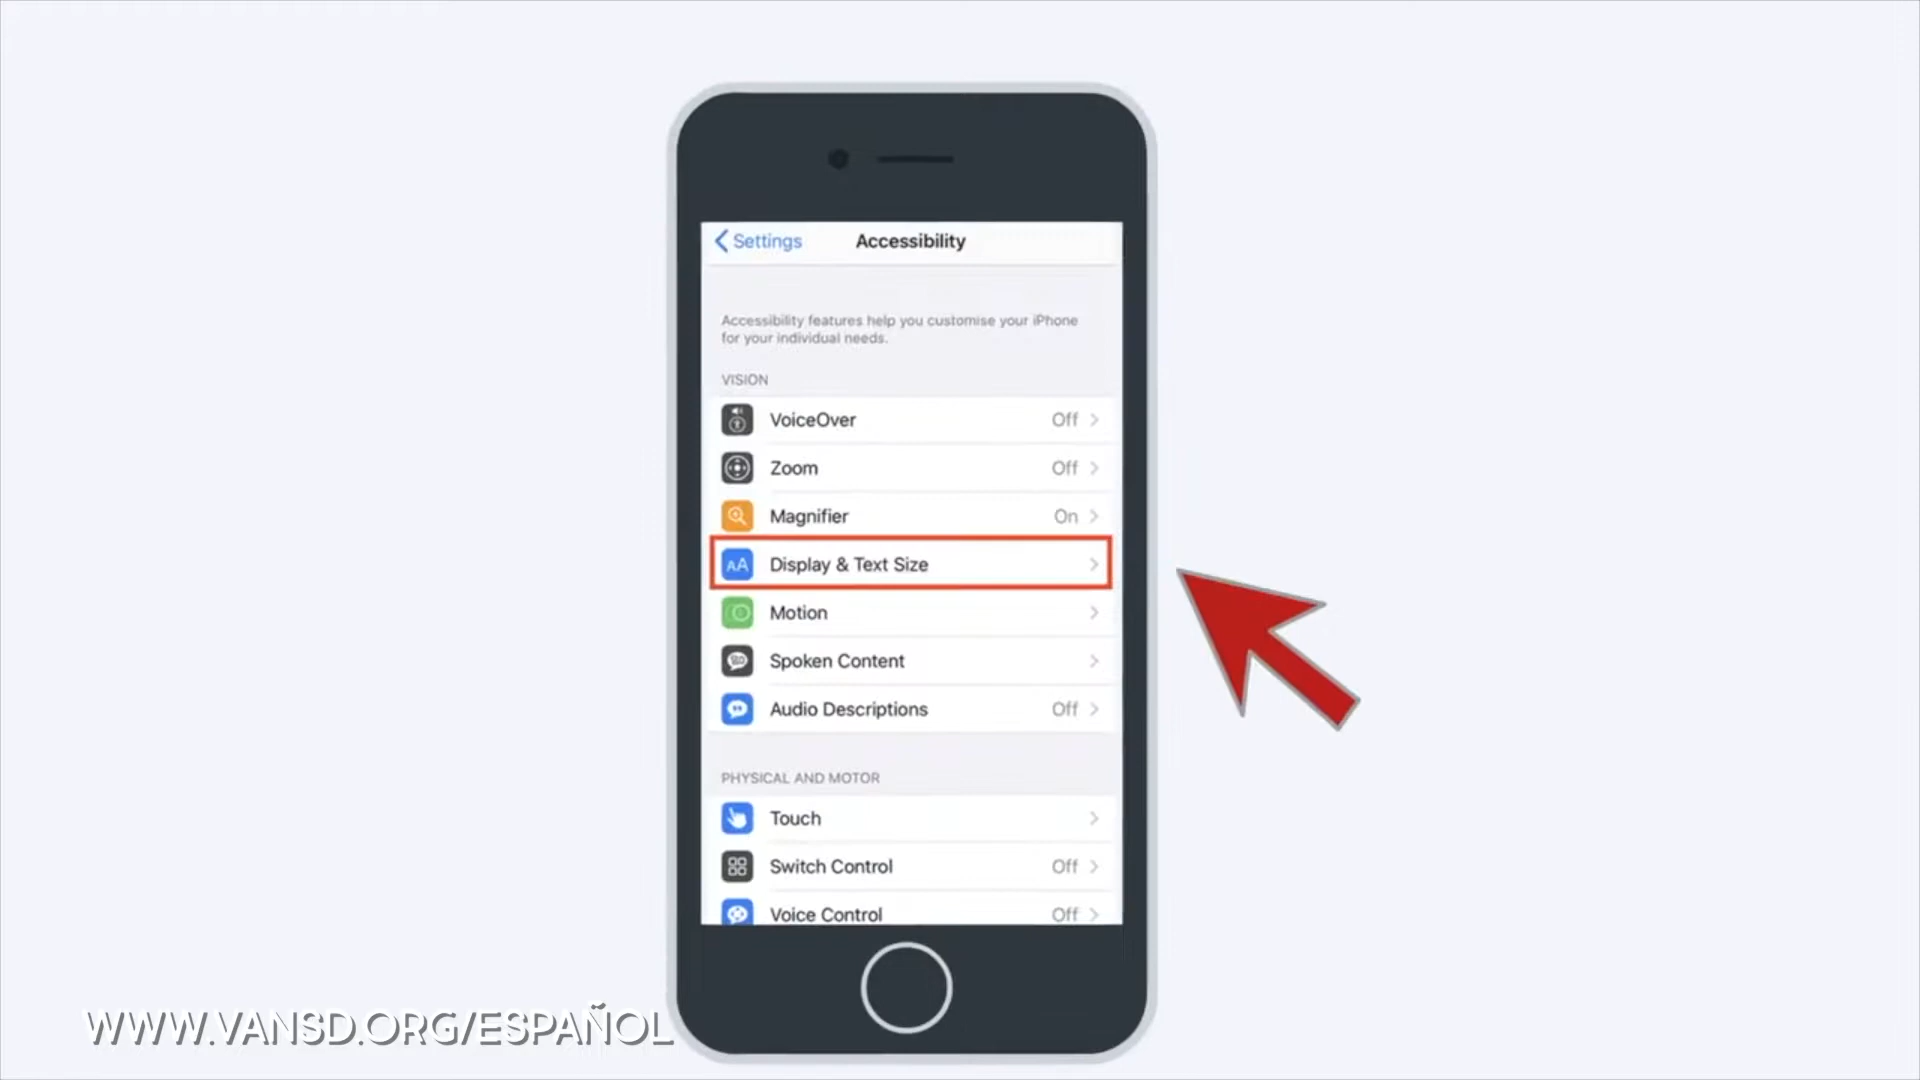 Settings
Accessibility
Accessibility features help you customise your iPhone
for your individual needs.
VISION
VoiceOver Off
Zoom Off
Magnifier On
AA Display & Text Size
Motion
Spoken Content
Audio Descriptions Off
PHYSICAL AND MOTOR
Touch
Switch Control Off
Voice Control Off
WWW.VANSD.ORG/ESPAÑOL